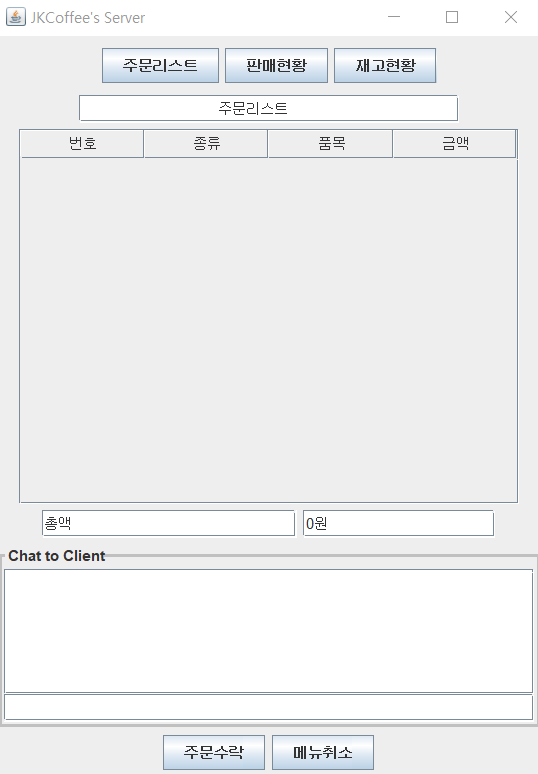 JKCoffee's Server
주문리스트 판매현황 재고현황
주문리스트
번호 종류 품목 금액
총액 0원
Chat to Client
주문수락 메뉴취소